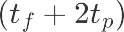 (t_f + 2t_p)